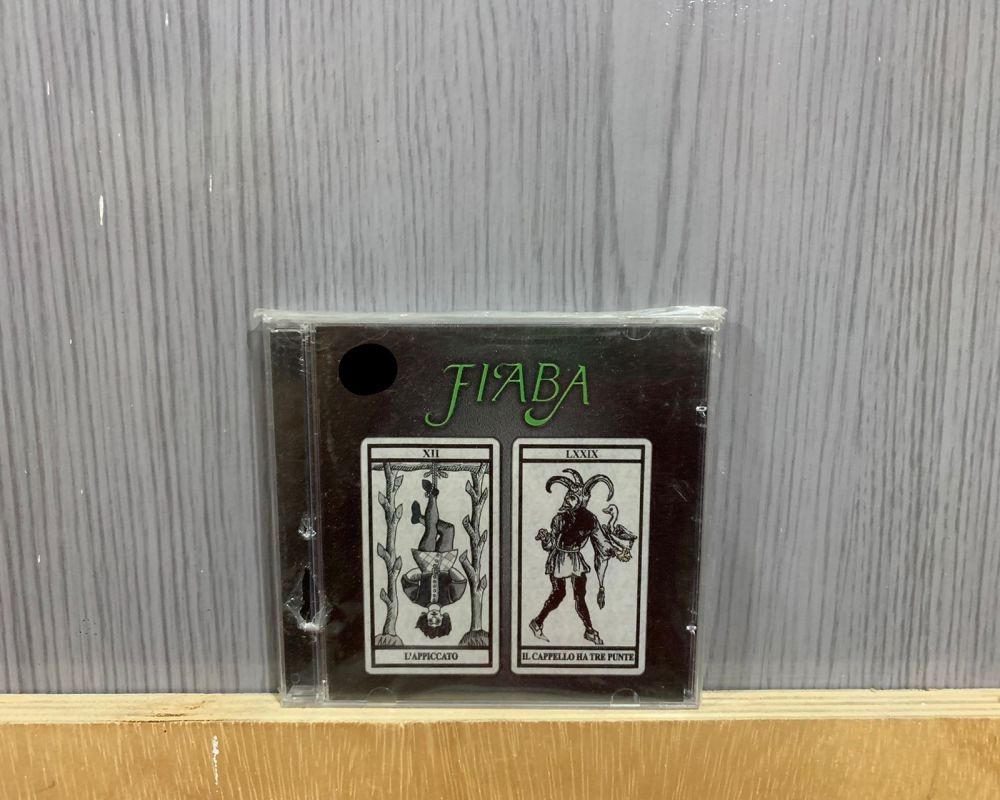 FIABA
XII
L'APPICCATO
LXXIX
IL CAPPELLO HA TRE PUNTE